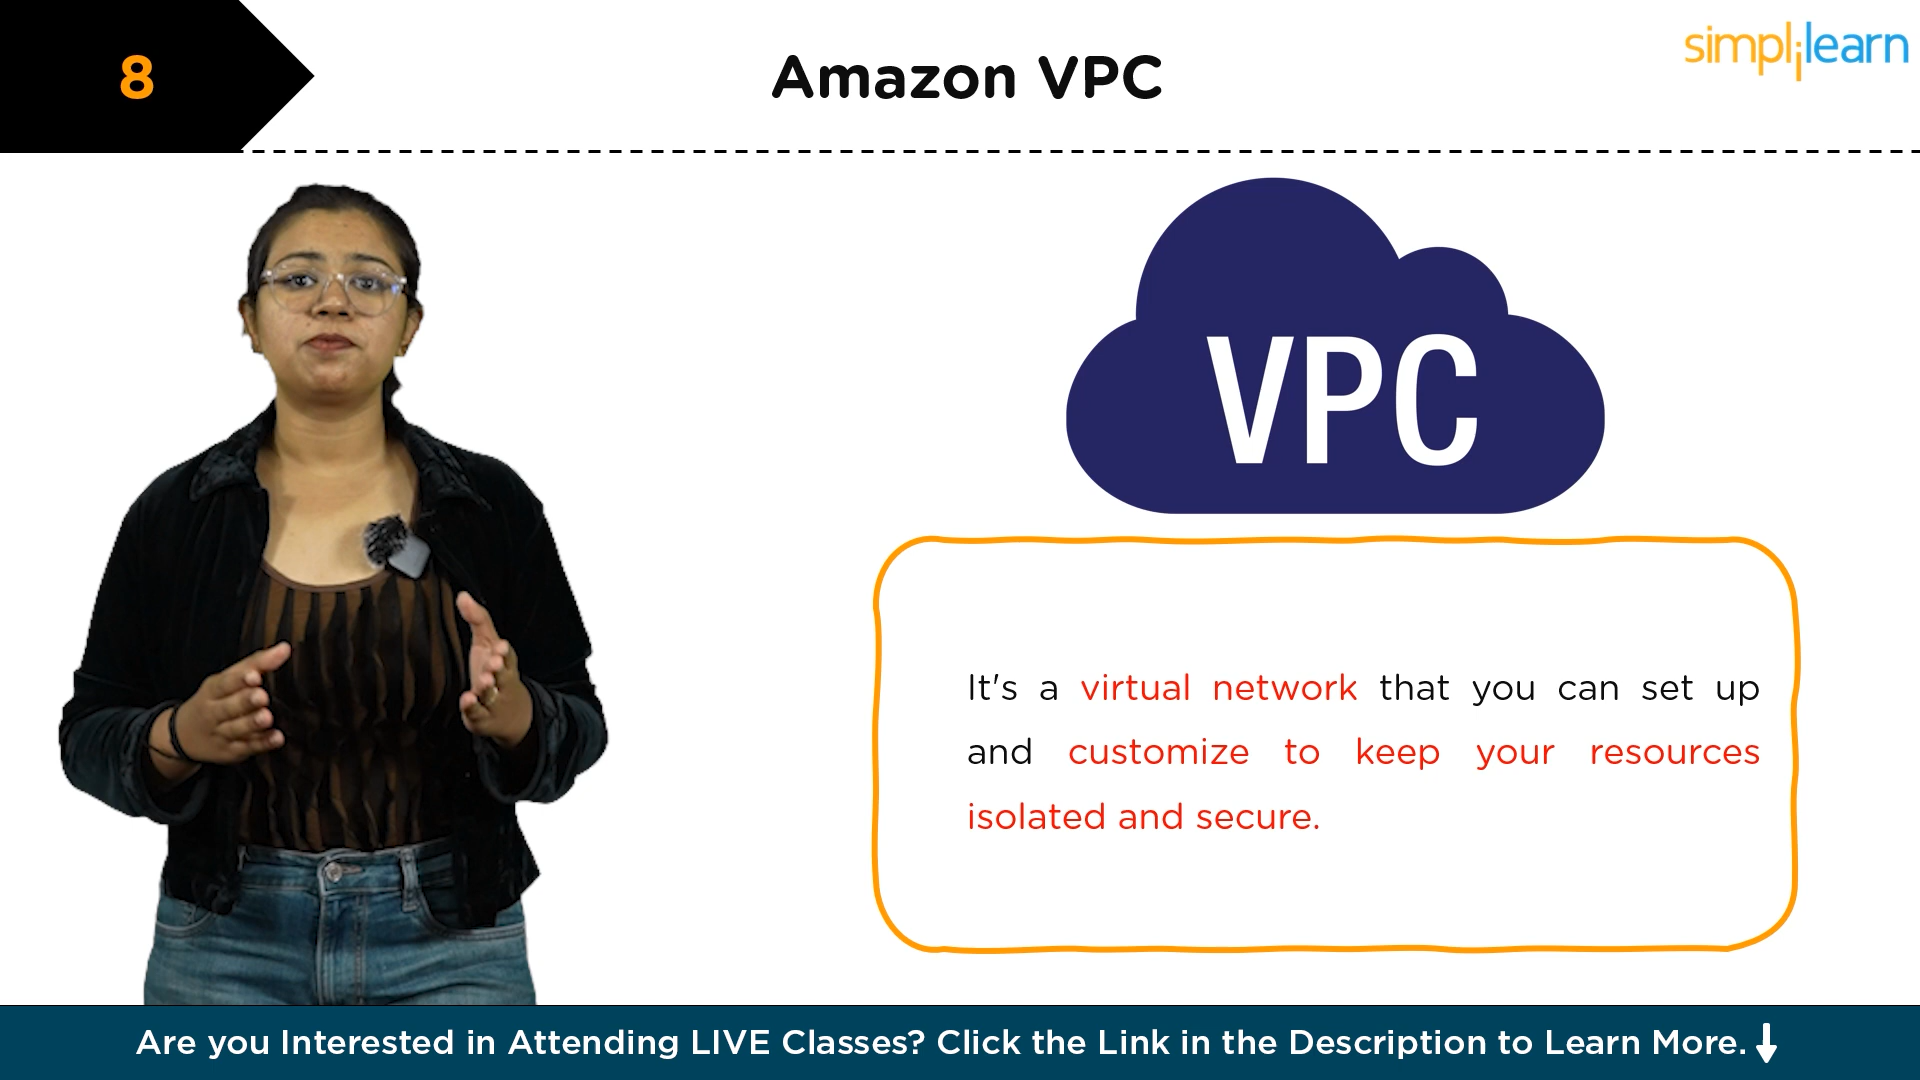 8
Amazon VPC
simplilearn
VPC
It's a virtual network that you can set up
and customize to keep your resources
isolated and secure.
Are you Interested in Attending LIVE Classes? Click the Link in the Description to Learn More.